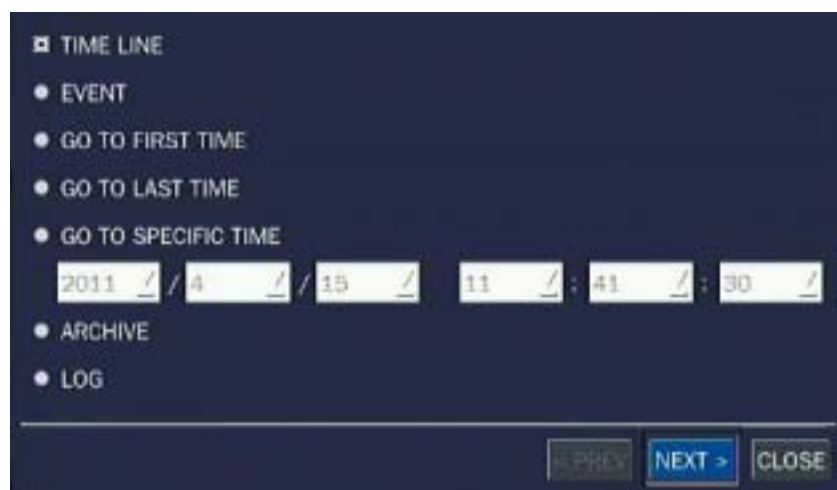 TIME LINE
EVENT
GO TO FIRST TIME
GO TO LAST TIME
GO TO SPECIFIC TIME
2011 / 4 / 15 11 : 41 : 30
ARCHIVE
LOG
< PREV NEXT > CLOSE